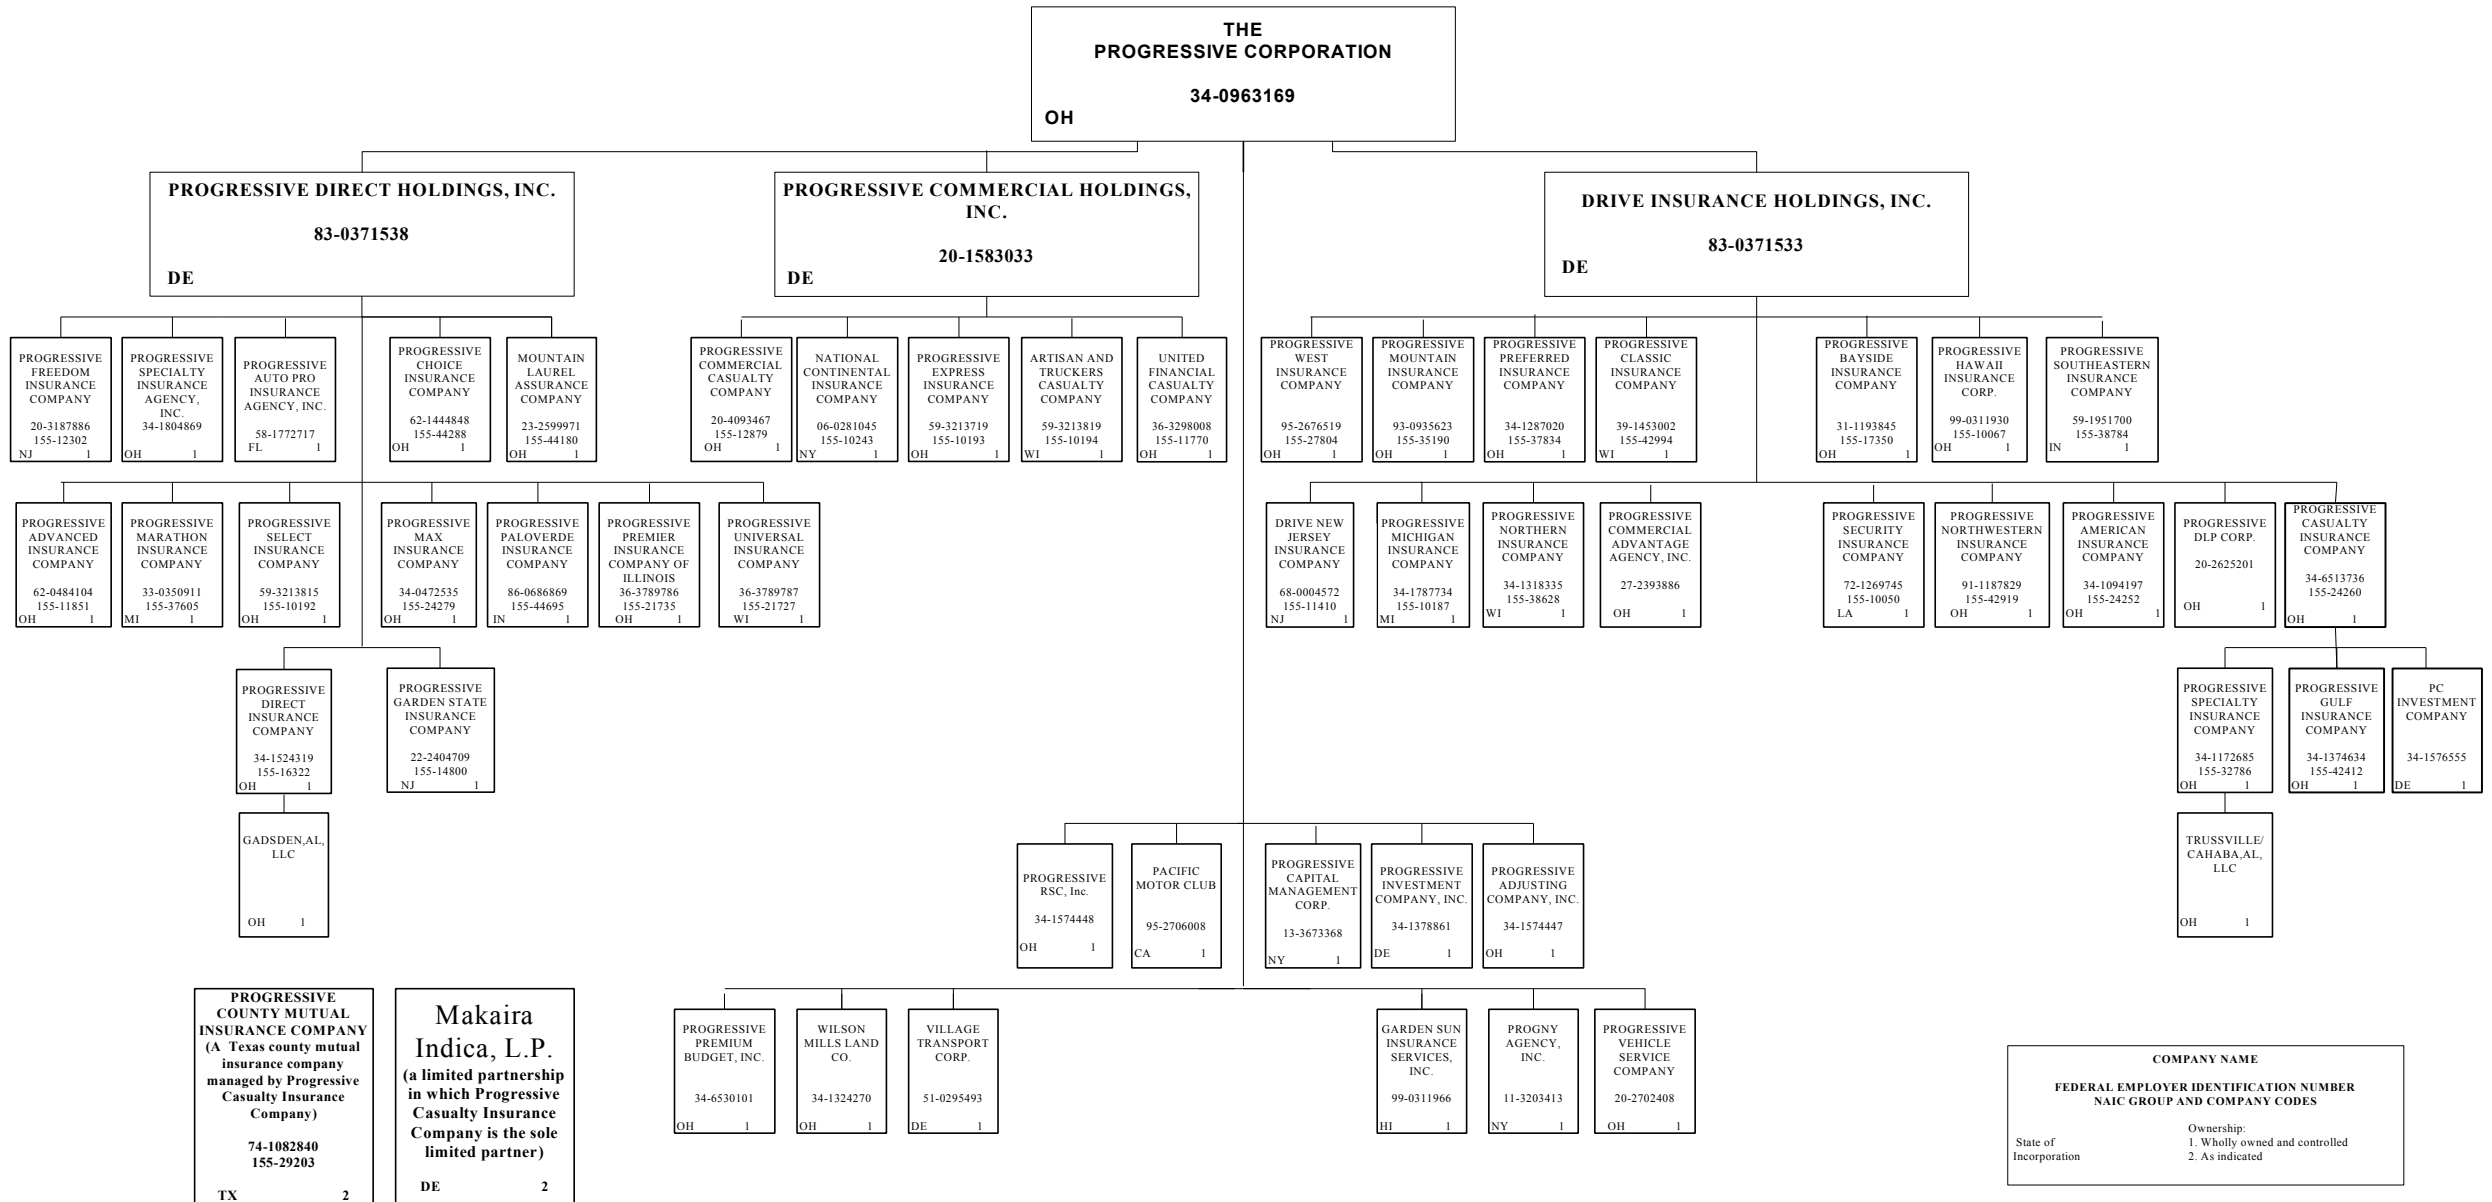 THE
PROGRESSIVE CORPORATION
34-0963169
OH
PROGRESSIVE DIRECT HOLDINGS, INC.
83-0371538
DE
PROGRESSIVE COMMERCIAL HOLDINGS,
INC.
20-1583033
DE
DRIVE INSURANCE HOLDINGS, INC.
83-0371533
DE
PROGRESSIVE
FREEDOM
INSURANCE
COMPANY
20-3187886
155-12302
NJ 1
PROGRESSIVE
SPECIALTY
INSURANCE
AGENCY,
INC.
34-1804869
OH 1
PROGRESSIVE
AUTO PRO
INSURANCE
AGENCY, INC.
58-1772717
FL 1
PROGRESSIVE
CHOICE
INSURANCE
COMPANY
62-1444848
155-44288
OH 1
MOUNTAIN
LAUREL
ASSURANCE
COMPANY
23-2599971
155-44180
OH 1
PROGRESSIVE
COMMERCIAL
CASUALTY
COMPANY
20-4093467
155-12879
OH 1
NATIONAL
CONTINENTAL
INSURANCE
COMPANY
06-0281045
155-10243
NY 1
PROGRESSIVE
EXPRESS
INSURANCE
COMPANY
59-3213719
155-10193
OH 1
ARTISAN AND
TRUCKERS
CASUALTY
COMPANY
59-3213819
155-10194
WI 1
UNITED
FINANCIAL
CASUALTY
COMPANY
36-3298008
155-11770
OH 1
PROGRESSIVE
WEST
INSURANCE
COMPANY
95-2676519
155-27804
OH 1
PROGRESSIVE
MOUNTAIN
INSURANCE
COMPANY
93-0935623
155-35190
OH 1
PROGRESSIVE
PREFERRED
INSURANCE
COMPANY
34-1287020
155-37834
OH 1
PROGRESSIVE
CLASSIC
INSURANCE
COMPANY
39-1453002
155-42994
WI 1
PROGRESSIVE
BAYSIDE
INSURANCE
COMPANY
31-1193845
155-17350
OH 1
PROGRESSIVE
HAWAII
INSURANCE
CORP.
99-0311930
155-10067
OH 1
PROGRESSIVE
SOUTHEASTERN
INSURANCE
COMPANY
59-1951700
155-38784
IN 1
PROGRESSIVE
ADVANCED
INSURANCE
COMPANY
62-0484104
155-11851
OH 1
PROGRESSIVE
MARATHON
INSURANCE
COMPANY
33-0350911
155-37605
MI 1
PROGRESSIVE
SELECT
INSURANCE
COMPANY
59-3213815
155-10192
OH 1
PROGRESSIVE
MAX
INSURANCE
COMPANY
34-0472535
155-24279
OH 1
PROGRESSIVE
PALOVERDE
INSURANCE
COMPANY
86-0686869
155-44695
IN 1
PROGRESSIVE
PREMIER
INSURANCE
COMPANY OF
ILLINOIS
36-3789786
155-21735
OH 1
PROGRESSIVE
UNIVERSAL
INSURANCE
COMPANY
36-3789787
155-21727
WI 1
DRIVE NEW
JERSEY
INSURANCE
COMPANY
68-0004572
155-11410
NJ 1
PROGRESSIVE
MICHIGAN
INSURANCE
COMPANY
34-1787734
155-10187
MI 1
PROGRESSIVE
NORTHERN
INSURANCE
COMPANY
34-1318335
155-38628
WI 1
PROGRESSIVE
COMMERCIAL
ADVANTAGE
AGENCY, INC.
27-2393886
OH 1
PROGRESSIVE
SECURITY
INSURANCE
COMPANY
72-1269745
155-10050
LA 1
PROGRESSIVE
NORTHWESTERN
INSURANCE
COMPANY
91-1187829
155-42919
OH 1
PROGRESSIVE
AMERICAN
INSURANCE
COMPANY
34-1094197
155-24252
OH 1
PROGRESSIVE
DLP CORP.
20-2625201
OH 1
PROGRESSIVE
CASUALTY
INSURANCE
COMPANY
34-6513736
155-24260
OH 1
PROGRESSIVE
DIRECT
INSURANCE
COMPANY
34-1524319
155-16322
OH 1
PROGRESSIVE
GARDEN STATE
INSURANCE
COMPANY
22-2404709
155-14800
NJ 1
PROGRESSIVE
SPECIALTY
INSURANCE
COMPANY
34-1172685
155-32786
OH 1
PROGRESSIVE
GULF
INSURANCE
COMPANY
34-1374634
155-42412
OH 1
PC
INVESTMENT
COMPANY
34-1576555
DE 1
GADSDEN,AL,
LLC
OH 1
PROGRESSIVE
RSC, Inc.
34-1574448
OH 1
PACIFIC
MOTOR CLUB
95-2706008
CA 1
PROGRESSIVE
CAPITAL
MANAGEMENT
CORP.
13-3673368
NY 1
PROGRESSIVE
INVESTMENT
COMPANY, INC.
34-1378861
DE 1
PROGRESSIVE
ADJUSTING
COMPANY, INC.
34-1574447
OH 1
TRUSSVILLE/
CAHABA,AL,
LLC
OH 1
PROGRESSIVE
COUNTY MUTUAL
INSURANCE COMPANY
(A Texas county mutual
insurance company
managed by Progressive
Casualty Insurance
Company)
74-1082840
155-29203
TX 2
Makaira
Indica, L.P.
(a limited partnership
in which Progressive
Casualty Insurance
Company is the sole
limited partner)
DE 2
PROGRESSIVE
PREMIUM
BUDGET, INC.
34-6530101
OH 1
WILSON
MILLS LAND
CO.
34-1324270
OH 1
VILLAGE
TRANSPORT
CORP.
51-0295493
DE 1
GARDEN SUN
INSURANCE
SERVICES,
INC.
99-0311966
HI 1
PROGNY
AGENCY,
INC.
11-3203413
NY 1
PROGRESSIVE
VEHICLE
SERVICE
COMPANY
20-2702408
OH 1
COMPANY NAME
FEDERAL EMPLOYER IDENTIFICATION NUMBER
NAIC GROUP AND COMPANY CODES
State of
Incorporation
Ownership:
1. Wholly owned and controlled
2. As indicated